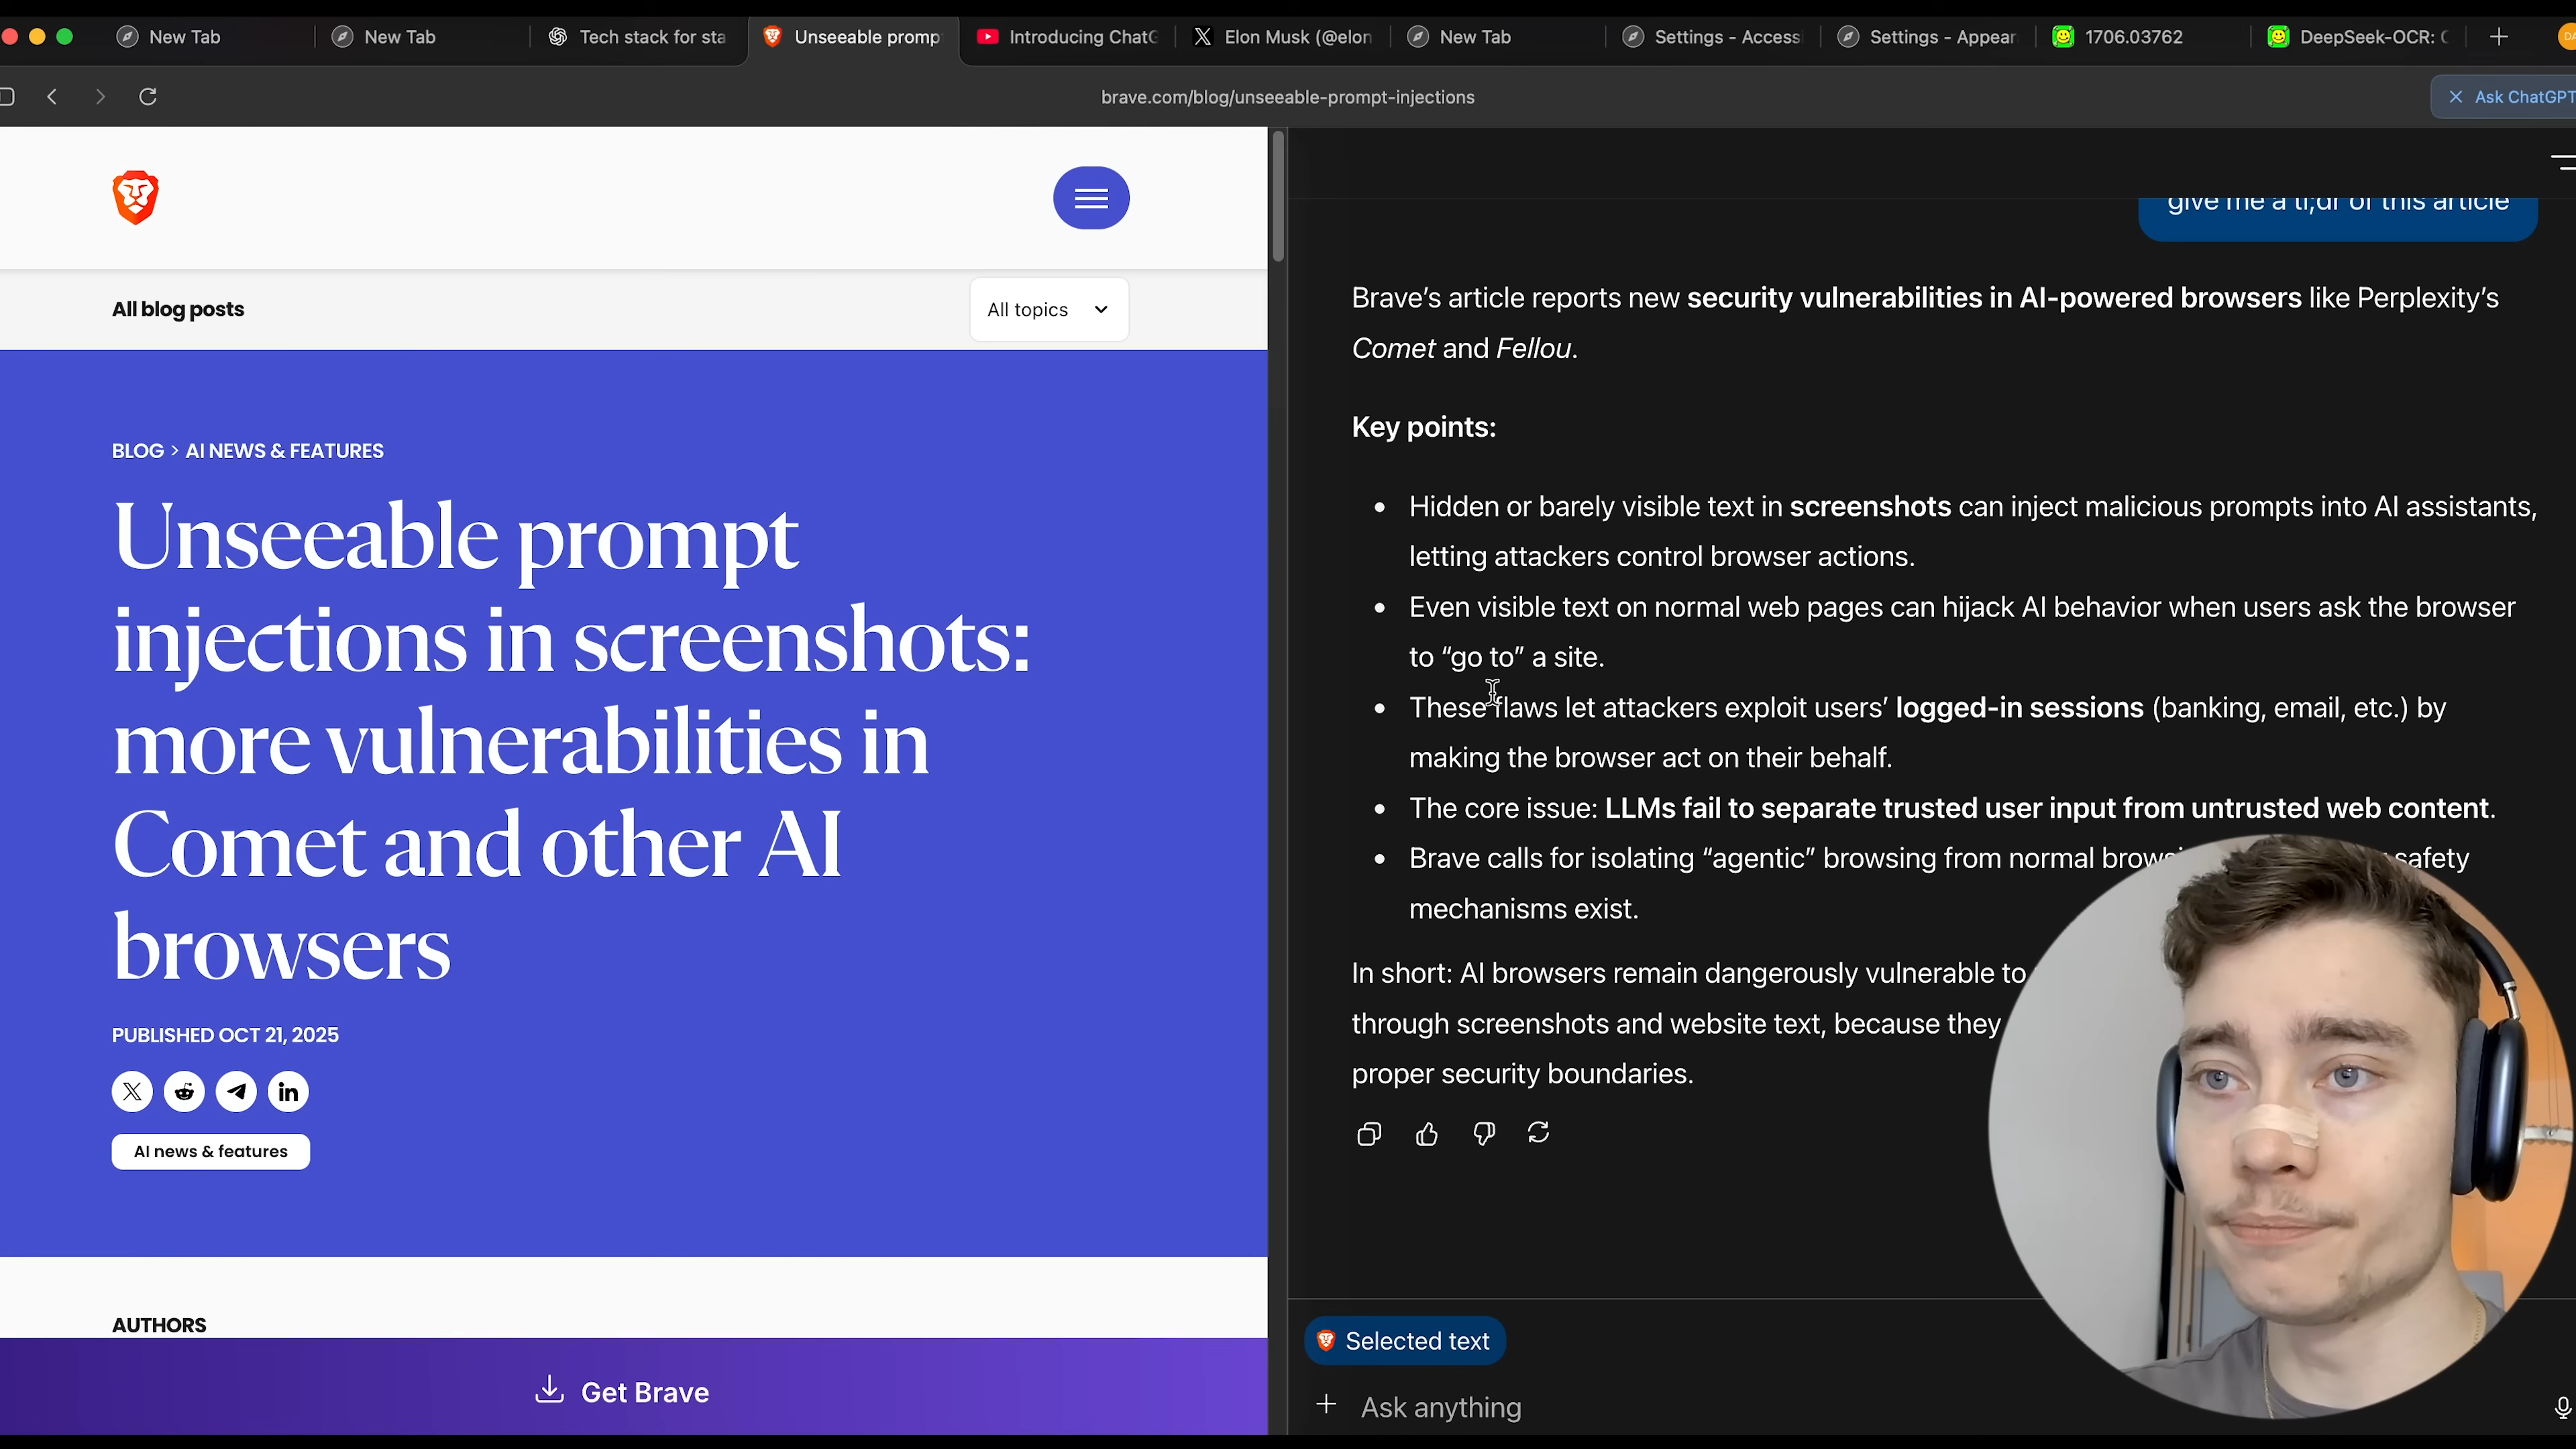 New Tab
New Tab
Tech stack for sta
Unseeable promp
Introducing ChatG
Elon Musk (@elon
New Tab
Settings - Access
Settings - Appear
1706.03762
DeepSeek-OCR: C
brave.com/blog/unseeable-prompt-injections
Ask ChatGPT
All blog posts
All topics
BLOG > AI NEWS & FEATURES
Unseeable prompt
injections in screenshots:
more vulnerabilities in
Comet and other AI
browsers
PUBLISHED OCT 21, 2025
AI news & features
AUTHORS
Get Brave
give me a tl;dr of this article
Brave’s article reports new security vulnerabilities in AI-powered browsers like Perplexity’s
Comet and Fellou.
Key points:
Hidden or barely visible text in screenshots can inject malicious prompts into AI assistants,
letting attackers control browser actions.
Even visible text on normal web pages can hijack AI behavior when users ask the browser
to “go to” a site.
These flaws let attackers exploit users’ logged-in sessions (banking, email, etc.) by
making the browser act on their behalf.
The core issue: LLMs fail to separate trusted user input from untrusted web content.
Brave calls for isolating “agentic” browsing from normal safety
mechanisms exist.
In short: AI browsers remain dangerously vulnerable to
through screenshots and website text, because they
proper security boundaries.
Selected text
Ask anything